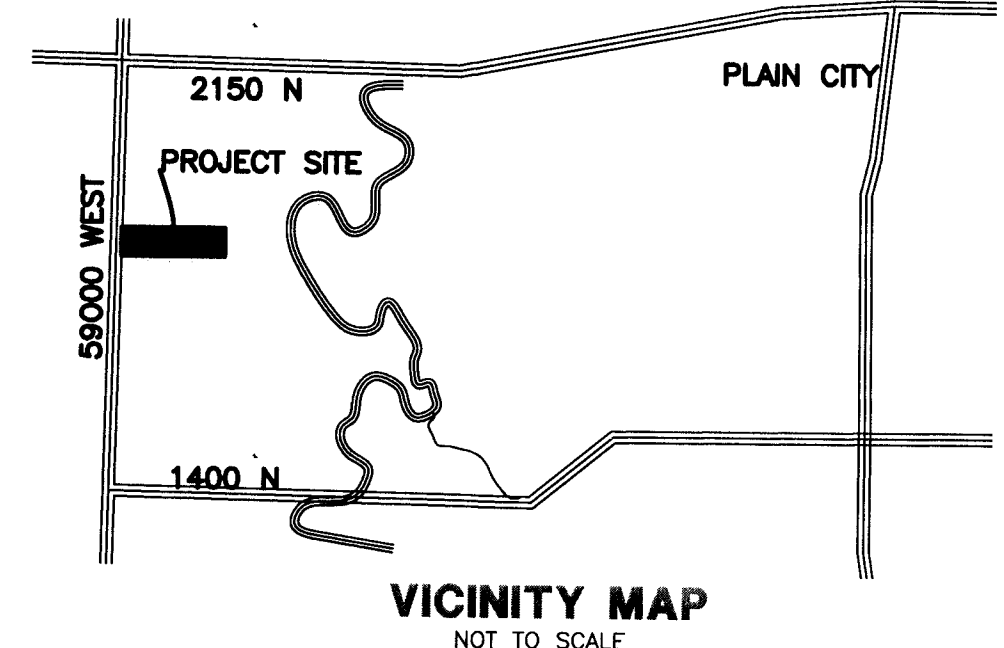 2150 N
PLAIN CITY
PROJECT SITE
59000 WEST
1400 N
VICINITY MAP
NOT TO SCALE